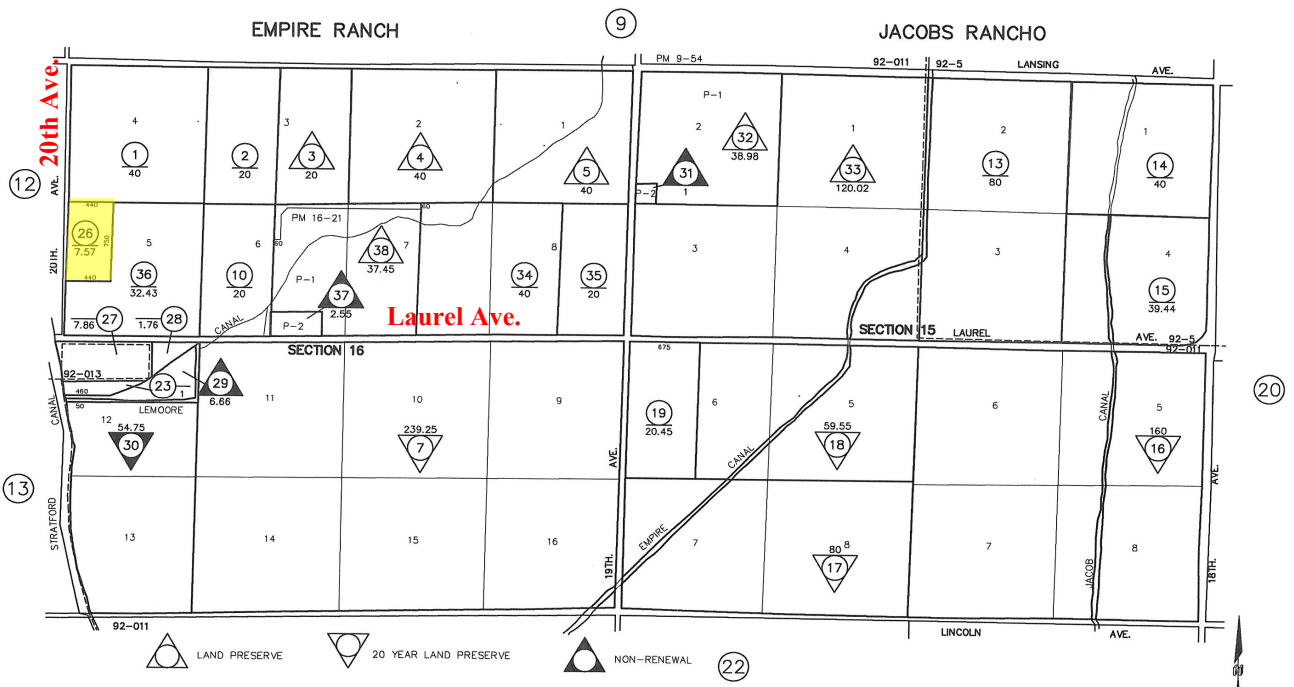 EMPIRE RANCH
9
JACOBS RANCHO
20th Ave.
PM 9-54
92-011
92-5
LANSING
AVE.
4
3
2
1
P-1
2
1
2
1
1
40
2
20
3
20
4
40
5
40
31
1
32
38.98
33
120.02
13
80
14
40
12
AVE.
P-2
440
26
7.57
750
440
20TH.
5
6
PM 16-21
60
60
7
8
3
4
3
4
36
32.43
10
20
P-1
38
37.45
34
40
35
20
15
39.44
37
2.55
P-2
Laurel Ave.
CANAL
7.86
27
1.76
28
SECTION 16
SECTION 15
LAUREL
AVE.
92-5
92-01
92-013
23
1
29
6.66
460
50
LEMOORE
11
10
9
675
6
5
6
5
20
CANAL
12
54.75
30
239.25
7
19
20.45
59.55
18
160
16
CANAL
CANAL
AVE.
AVE.
13
STRATFORD
13
14
15
16
EMPIRE
7
8
80
17
7
8
JACOB
19TH.
18TH.
92-011
LINCOLN
AVE.
LAND PRESERVE
20 YEAR LAND PRESERVE
NON-RENEWAL
22
N